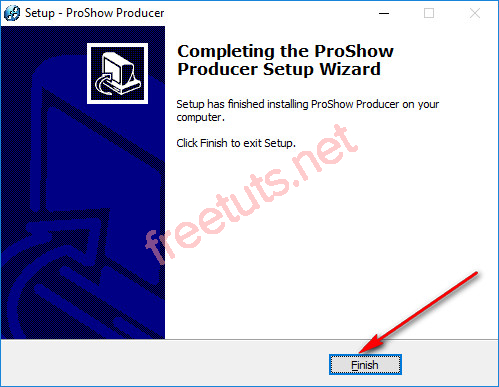 Setup - ProShow Producer
Completing the ProShow
Producer Setup Wizard
Setup has finished installing ProShow Producer on your
computer.
Click Finish to exit Setup.
freetuts.net
Finish